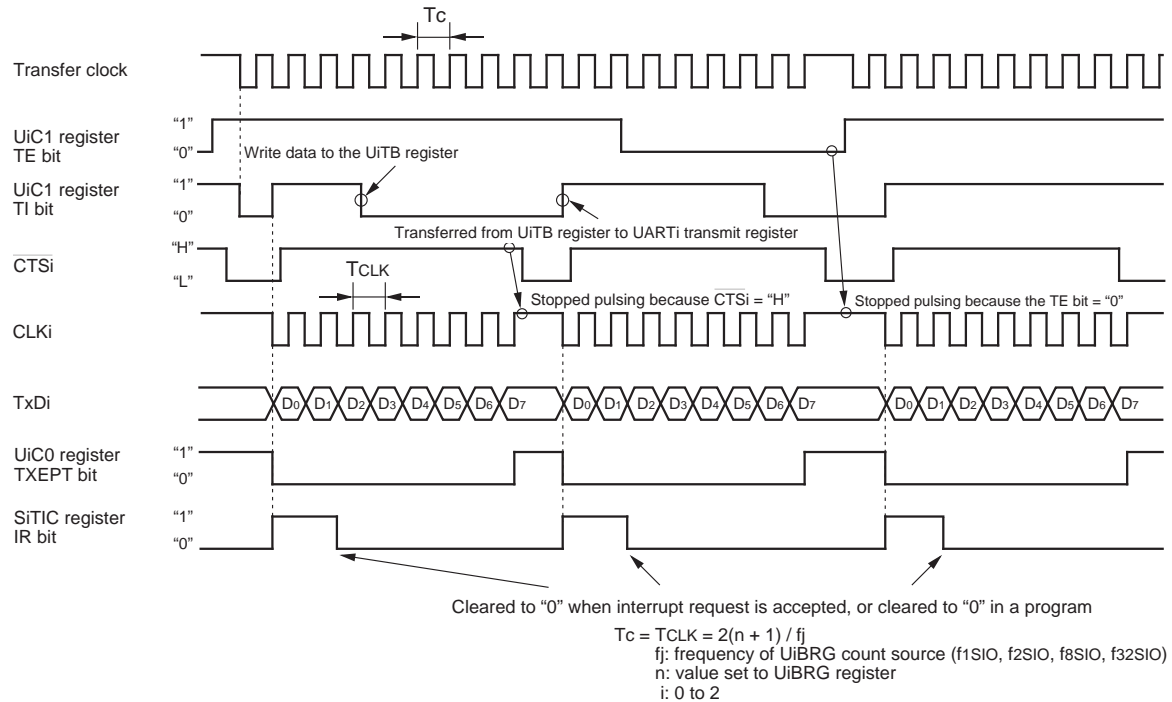 Tc
Transfer clock
UiC1 register
TE bit
“1”
“0”
Write data to the UiTB register
UiC1 register
TI bit
“1”
“0”
Transferred from UiTB register to UARTi transmit register
CTSi
“H”
“L”
TCLK
Stopped pulsing because CTSi = “H”
Stopped pulsing because the TE bit = “0”
CLKi
TxDi
D0 D1 D2 D3 D4 D5 D6 D7 D0 D1 D2 D3 D4 D5 D6 D7 D0 D1 D2 D3 D4 D5 D6 D7
UiC0 register
TXEPT bit
“1”
“0”
SiTIC register
IR bit
“1”
“0”
Cleared to “0” when interrupt request is accepted, or cleared to “0” in a program
Tc = TCLK = 2(n + 1) / fj
fj: frequency of UiBRG count source (f1SIO, f2SIO, f8SIO, f32SIO)
n: value set to UiBRG register
i: 0 to 2